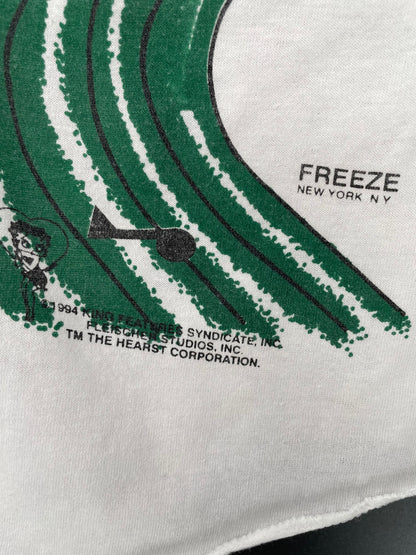 FREEZE
NEW YORK NY
©1994 KING FEATURES SYNDICATE, INC.
FLEISCHER STUDIOS, INC.
TM THE HEARST CORPORATION.